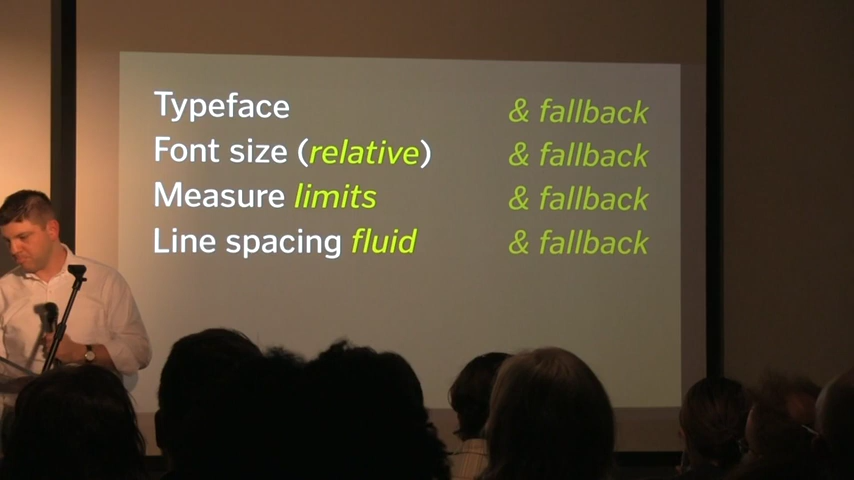 Typeface & fallback
Font size (relative) & fallback
Measure limits & fallback
Line spacing fluid & fallback